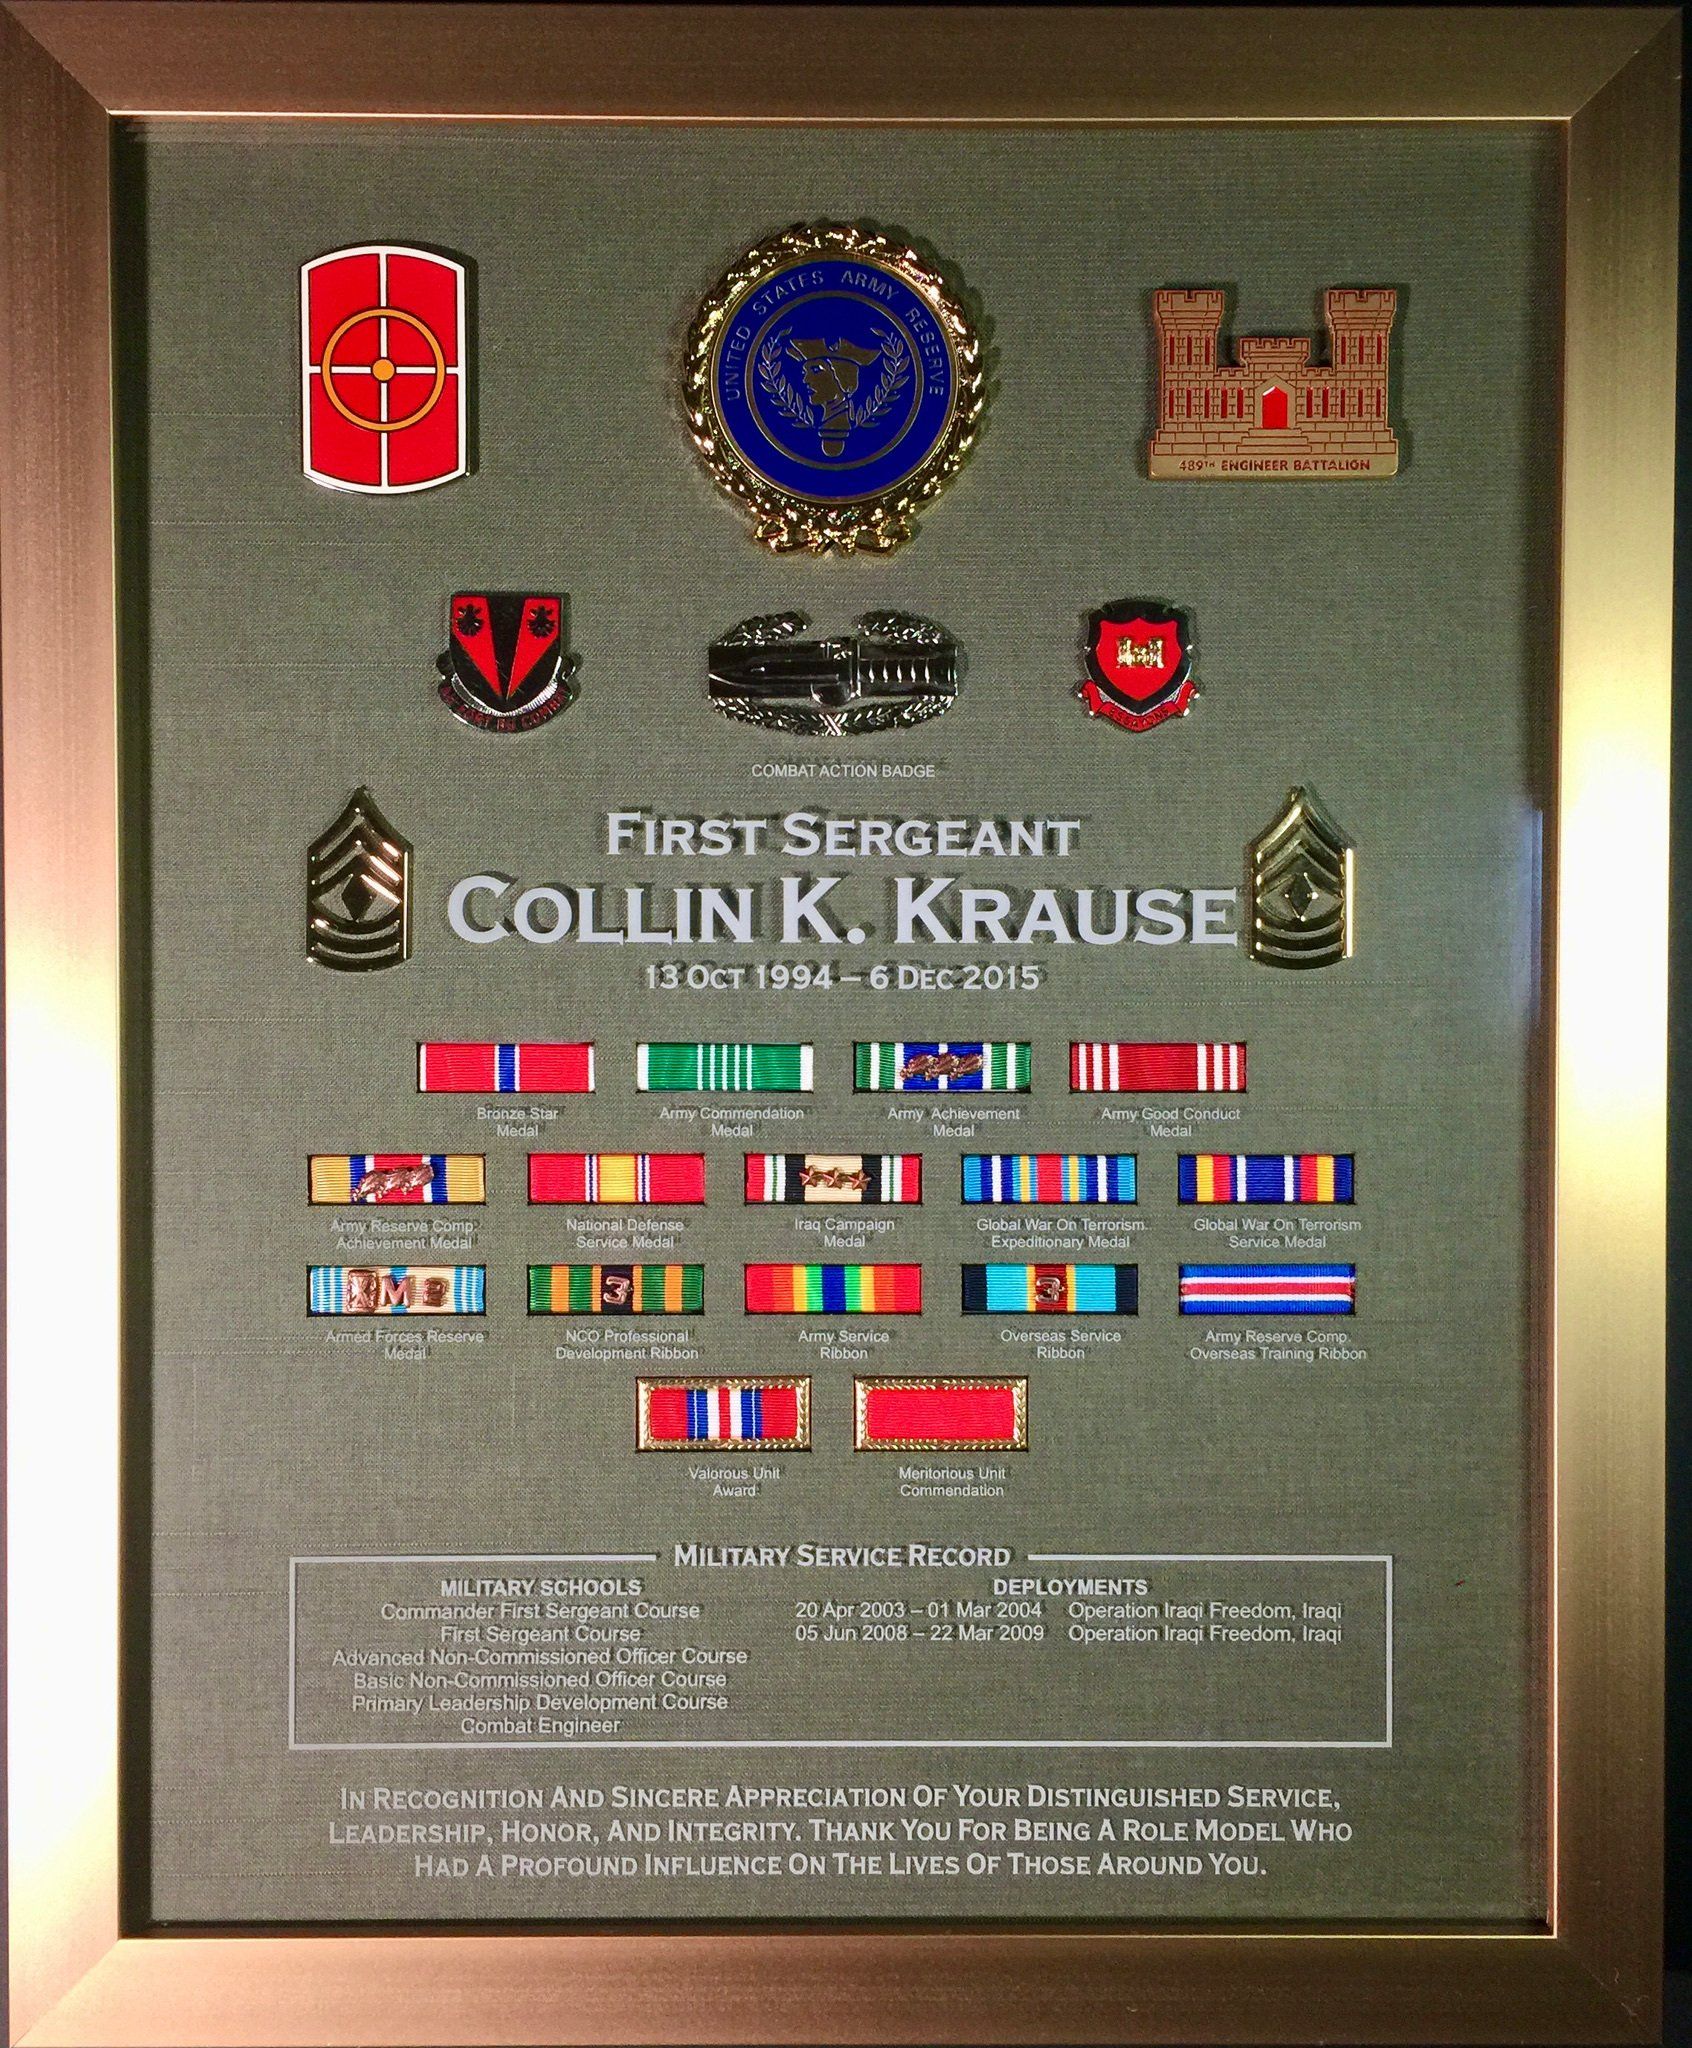 UNITED STATES ARMY RESERVE
489TH ENGINEER BATTALION
ESSAYONS
COMBAT ACTION BADGE
FIRST SERGEANT
COLLIN K. KRAUSE
13 OCT 1994 – 6 DEC 2015
Bronze Star Medal
Army Commendation Medal
Army Achievement Medal
Army Good Conduct Medal
Army Reserve Comp. Achievement Medal
National Defense Service Medal
Iraq Campaign Medal
Global War On Terrorism Expeditionary Medal
Global War On Terrorism Service Medal
M
3
3
Armed Forces Reserve Medal
NCO Professional Development Ribbon
Army Service Ribbon
Overseas Service Ribbon
Army Reserve Comp. Overseas Training Ribbon
Valorous Unit Award
Meritorious Unit Commendation
MILITARY SERVICE RECORD
MILITARY SCHOOLS
Commander First Sergeant Course
First Sergeant Course
Advanced Non-Commissioned Officer Course
Basic Non-Commissioned Officer Course
Primary Leadership Development Course
Combat Engineer
DEPLOYMENTS
20 Apr 2003 – 01 Mar 2004 Operation Iraqi Freedom, Iraqi
05 Jun 2008 – 22 Mar 2009 Operation Iraqi Freedom, Iraqi
IN RECOGNITION AND SINCERE APPRECIATION OF YOUR DISTINGUISHED SERVICE,
LEADERSHIP, HONOR, AND INTEGRITY. THANK YOU FOR BEING A ROLE MODEL WHO
HAD A PROFOUND INFLUENCE ON THE LIVES OF THOSE AROUND YOU.